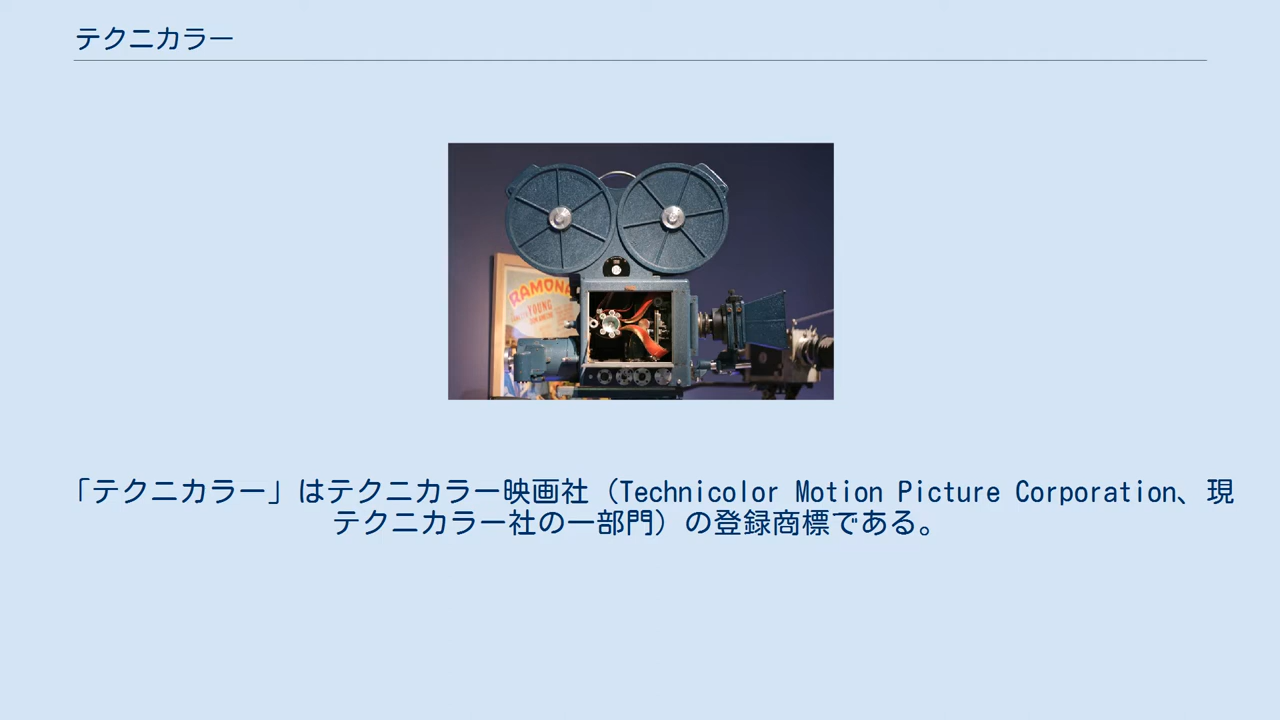 テクニカラー
RAMONA
YOUNG
「テクニカラー」はテクニカラー映画社（Technicolor Motion Picture Corporation、現
テクニカラー社の一部門）の登録商標である。